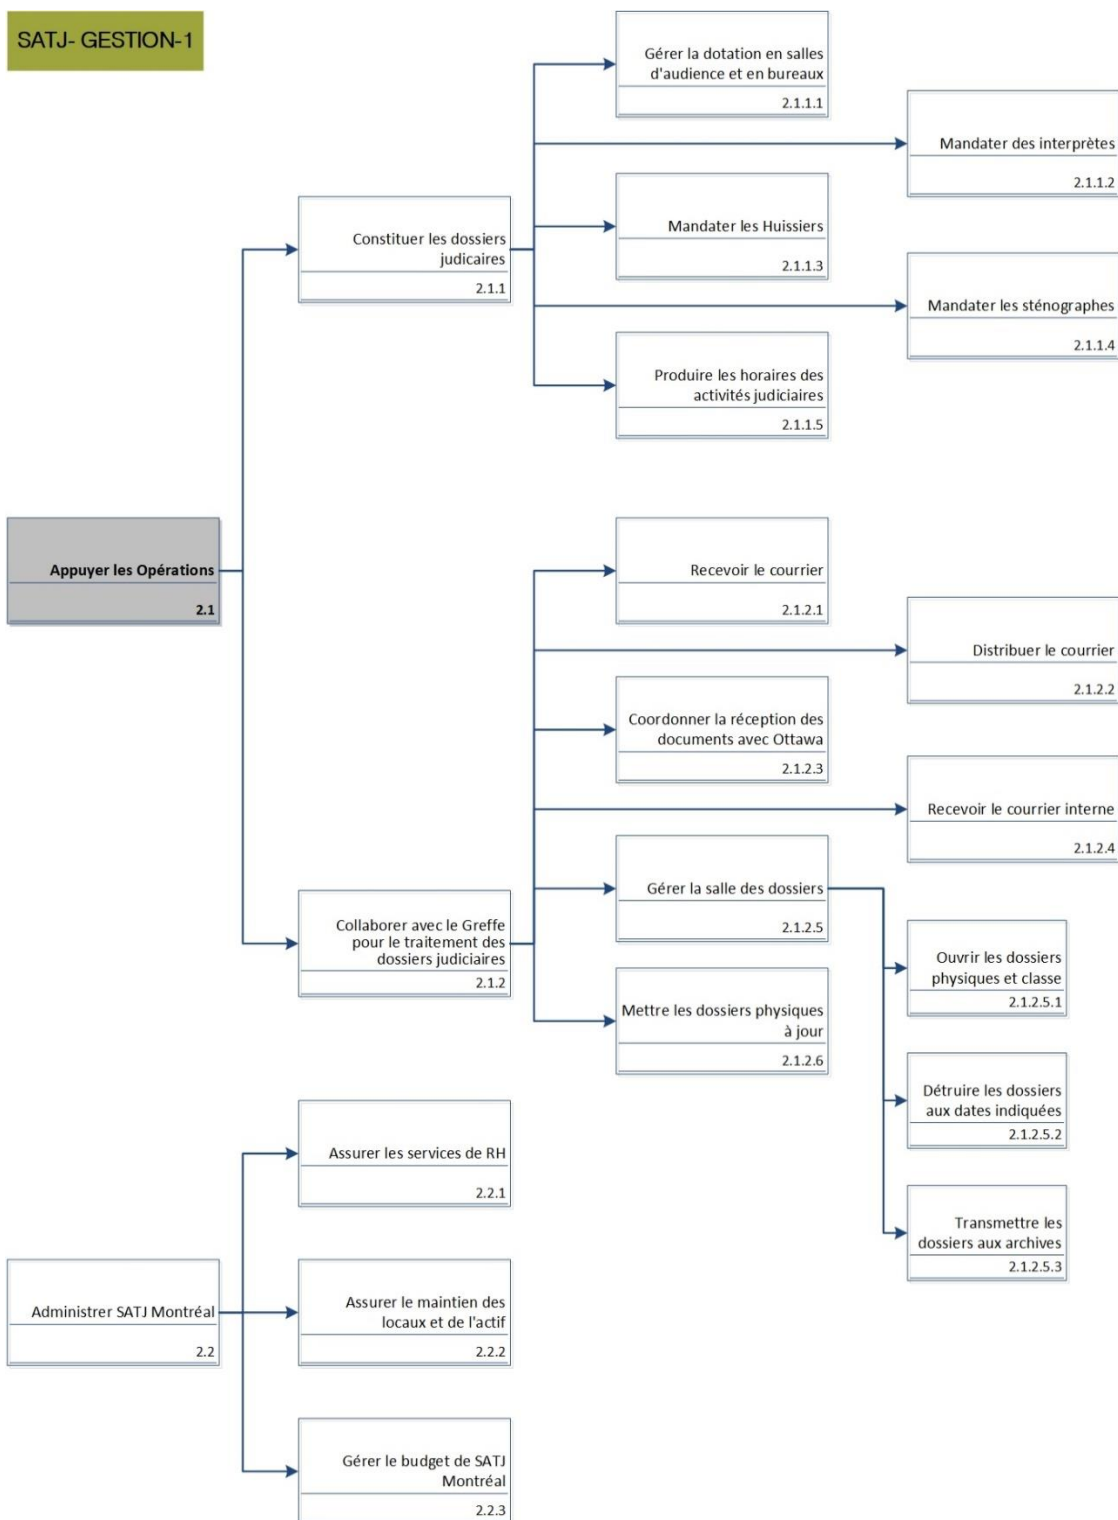 SATJ- GESTION-1
Gérer la dotation en salles
d'audience et en bureaux
2.1.1.1
Mandater des interprètes
2.1.1.2
Constituer les dossiers
judicaires
2.1.1
Mandater les Huissiers
2.1.1.3
Mandater les sténographes
2.1.1.4
Produire les horaires des
activités judiciaires
2.1.1.5
Appuyer les Opérations
2.1
Recevoir le courrier
2.1.2.1
Distribuer le courrier
2.1.2.2
Coordonner la réception des
documents avec Ottawa
2.1.2.3
Recevoir le courrier interne
2.1.2.4
Collaborer avec le Greffe
pour le traitement des
dossiers judiciaires
2.1.2
Gérer la salle des dossiers
2.1.2.5
Ouvrir les dossiers
physiques et classe
2.1.2.5.1
Mettre les dossiers physiques
à jour
2.1.2.6
Détruire les dossiers
aux dates indiquées
2.1.2.5.2
Transmettre les
dossiers aux archives
2.1.2.5.3
Assurer les services de RH
2.2.1
Administrer SATJ Montréal
2.2
Assurer le maintien des
locaux et de l'actif
2.2.2
Gérer le budget de SATJ
Montréal
2.2.3